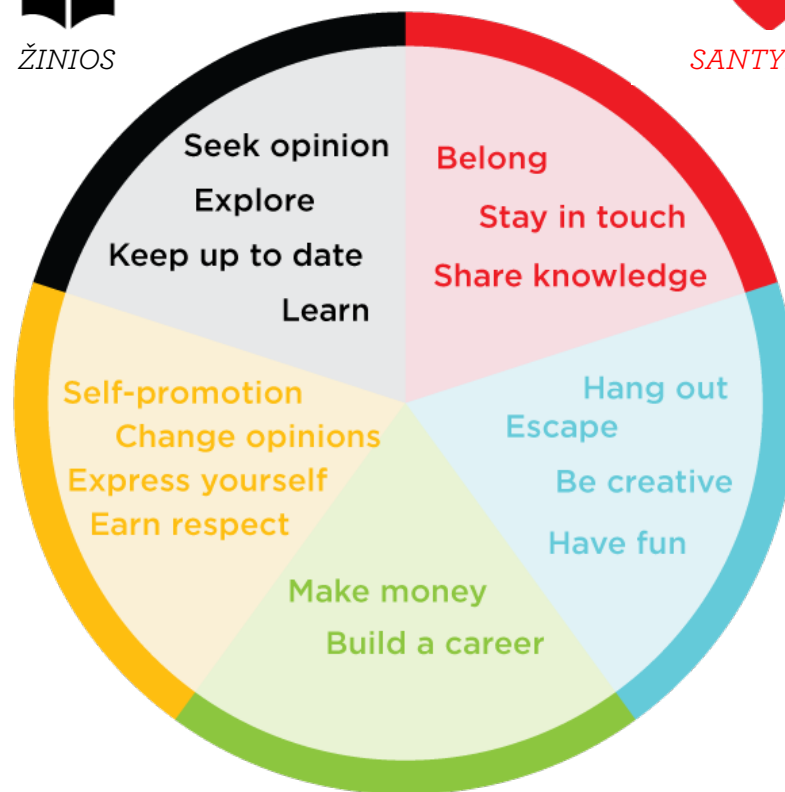 ŽINIOS
SANTY
Seek opinion
Explore
Keep up to date
Learn
Belong
Stay in touch
Share knowledge
Hang out
Escape
Be creative
Have fun
Self-promotion
Change opinions
Express yourself
Earn respect
Make money
Build a career